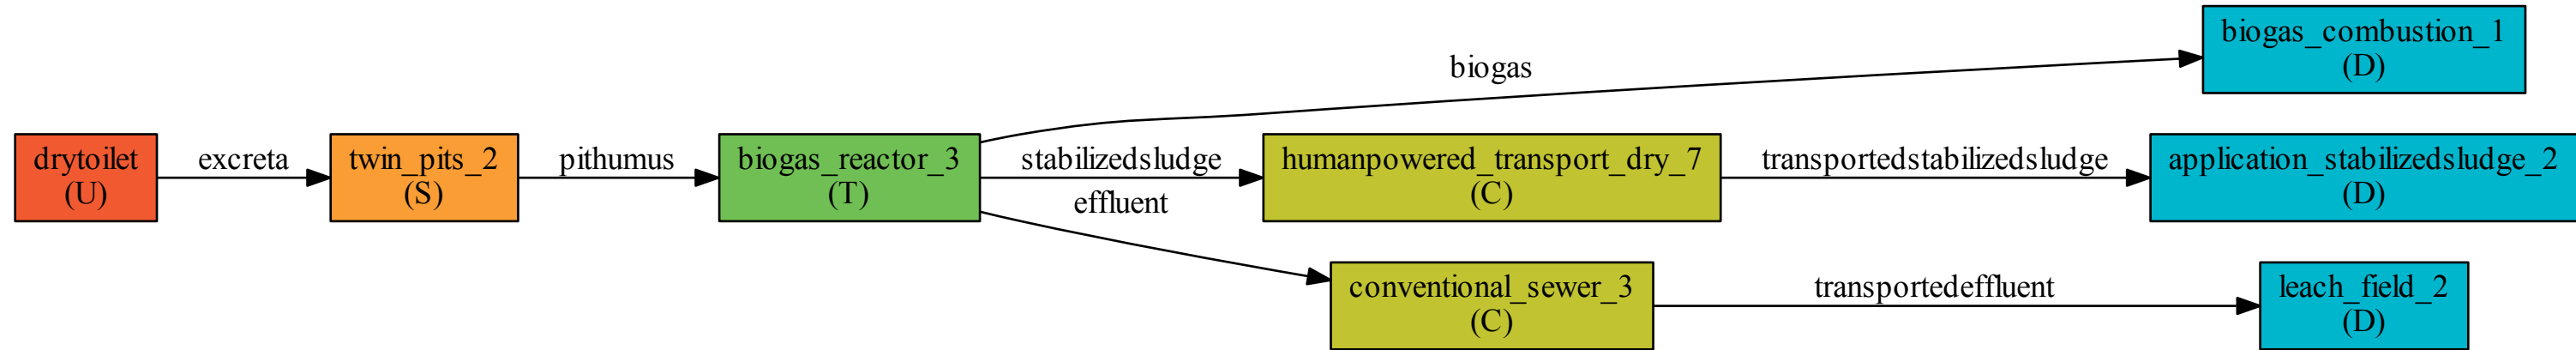 biogas_combustion_1
(D)
biogas
drytoilet
(U)
excreta
twin_pits_2
(S)
pithumus
biogas_reactor_3
(T)
stabilizedsludge
humanpowered_transport_dry_7
(C)
transportedstabilizedsludge
application_stabilizedsludge_2
(D)
effluent
conventional_sewer_3
(C)
transportedeffluent
leach_field_2
(D)